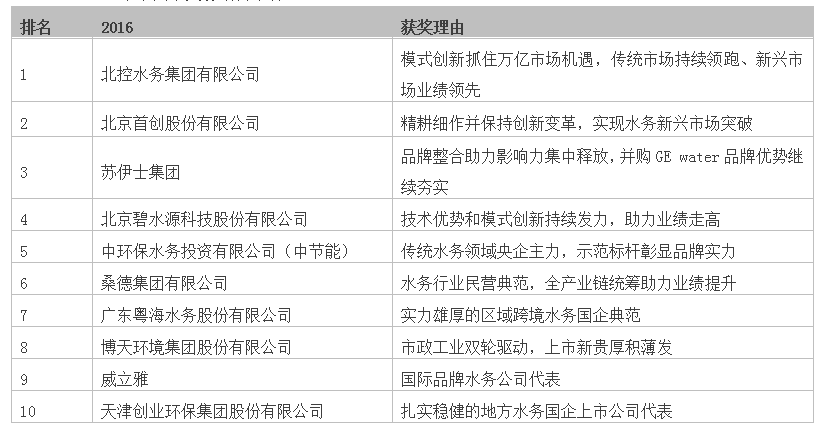 排名 2016 获奖理由
1 北控水务集团有限公司 模式创新抓住万亿市场机遇，传统市场持续领跑、新兴市
场业绩领先
2 北京首创股份有限公司 精耕细作并保持创新变革，实现水务新兴市场突破
3 苏伊士集团 品牌整合助力影响力集中释放，并购 GE water 品牌优势继
续夯实
4 北京碧水源科技股份有限公司 技术优势和模式创新持续发力，助力业绩走高
5 中环保水务投资有限公司（中节能） 传统水务领域央企主力，示范标杆彰显品牌实力
6 桑德集团有限公司 水务行业民营典范，全产业链统筹助力业绩提升
7 广东粤海水务股份有限公司 实力雄厚的区域跨境水务国企典范
8 博天环境集团股份有限公司 市政工业双轮驱动，上市新贵厚积薄发
9 威立雅 国际品牌水务公司代表
10 天津创业环保集团股份有限公司 扎实稳健的地方水务国企上市公司代表